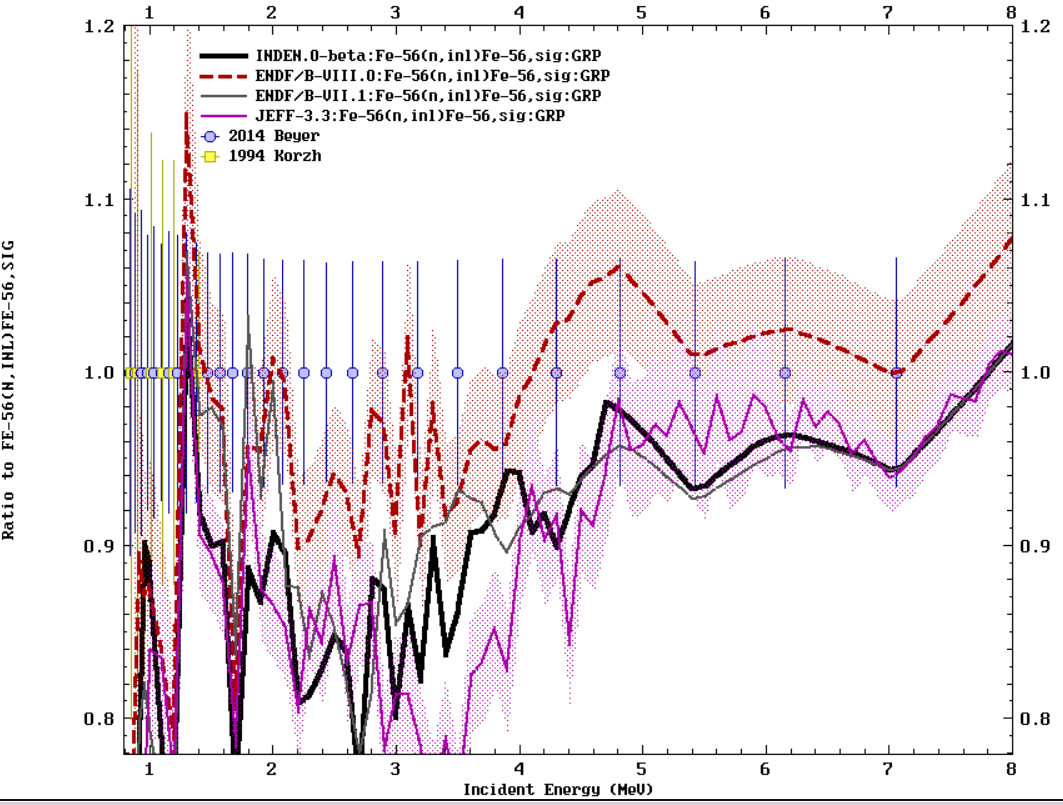 1 2 3 4 5 6 7 8
1.2 1.2
INDEN.0-beta:Fe-56(n,inl)Fe-56,sig:GRP
ENDF/B-VIII.0:Fe-56(n,inl)Fe-56,sig:GRP
ENDF/B-VII.1:Fe-56(n,inl)Fe-56,sig:GRP
JEFF-3.3:Fe-56(n,inl)Fe-56,sig:GRP
2014 Beyer
1994 Korzh
1.1 1.1
Ratio to FE-56(N,INL)FE-56,SIG
1.0 1.0
0.9 0.9
0.8 0.8
1 2 3 4 5 6 7 8
Incident Energy (MeV)